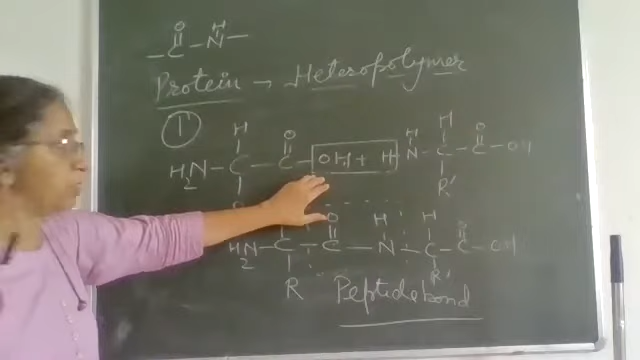 O H
— C — N —
Protein → Heteropolymer
1
H O H H O
H2N — C — C — OH + H — N — C — C — OH
R'
O H H O
H2N — C — C — N — C — C — OH
R R'
Peptide bond